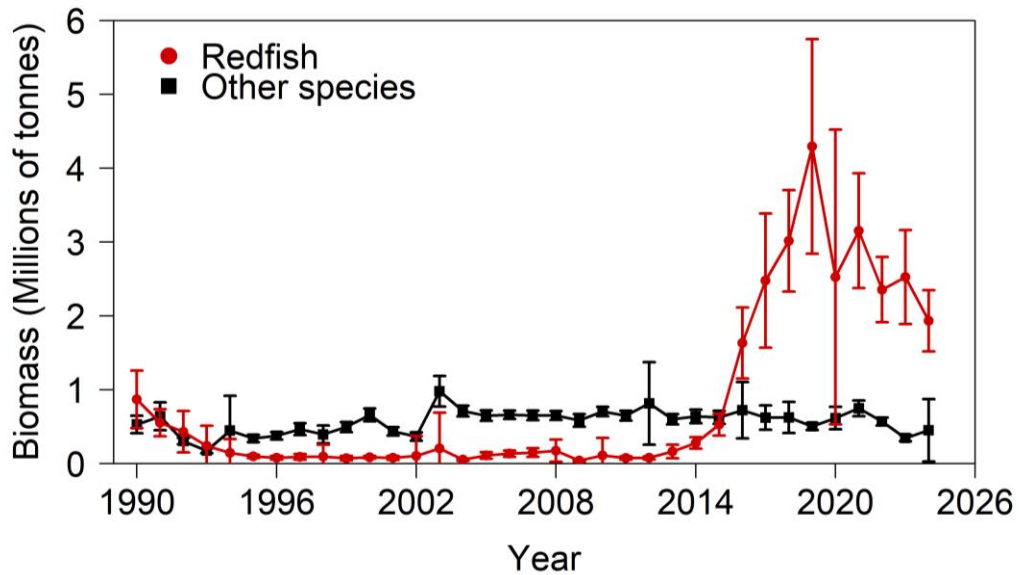 6
5
4
3
2
1
0
Biomass (Millions of tonnes)
Redfish
Other species
1990 1996 2002 2008 2014 2020 2026
Year